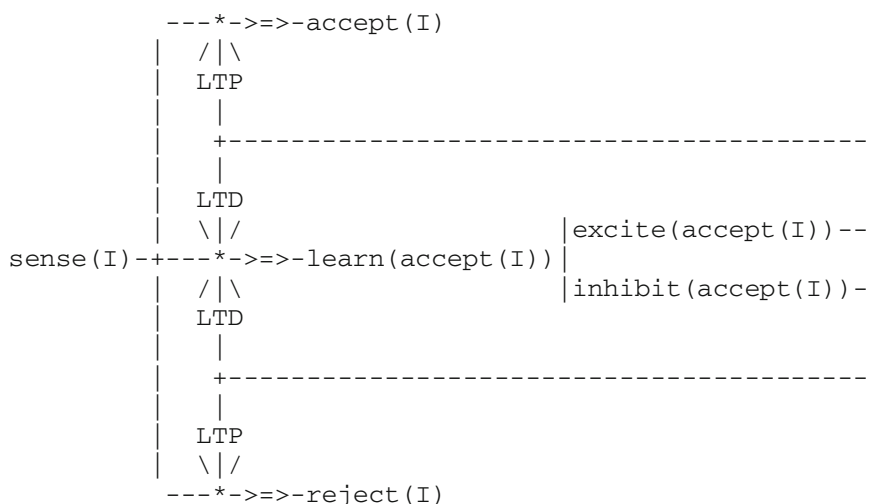 ---*->=>-accept(I)
|  /|\
|  LTP
|   |
|   +-----------------------------------------
|   |
|  LTD
|  \|/                    |excite(accept(I))--
sense(I)-+---*->=>-learn(accept(I))|
|  /|\                    |inhibit(accept(I))-
|  LTD
|   |
|   +-----------------------------------------
|   |
|  LTP
|  \|/
---*->=>-reject(I)